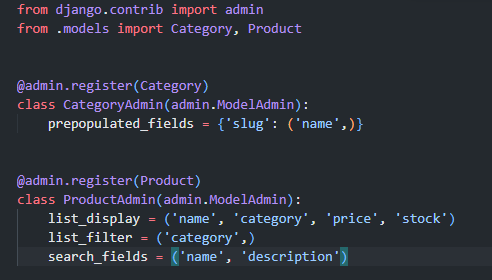 from django.contrib import admin
from .models import Category, Product
@admin.register(Category)
class CategoryAdmin(admin.ModelAdmin):
    prepopulated_fields = {'slug': ('name',)}
@admin.register(Product)
class ProductAdmin(admin.ModelAdmin):
    list_display = ('name', 'category', 'price', 'stock')
    list_filter = ('category',)
    search_fields = ('name', 'description')